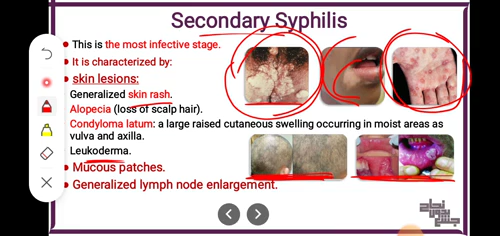 Secondary Syphilis
This is the most infective stage.
It is characterized by:
skin lesions:
Generalized skin rash.
Alopecia (loss of scalp hair).
Condyloma latum: a large raised cutaneous swelling occurring in moist areas as
vulva and axilla.
Leukoderma.
Mucous patches.
Generalized lymph node enlargement.